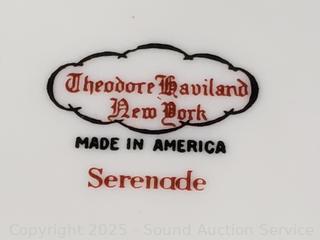 Theodore Haviland
New York
MADE IN AMERICA
Serenade
Copyright 2025 - Sound Auction Service